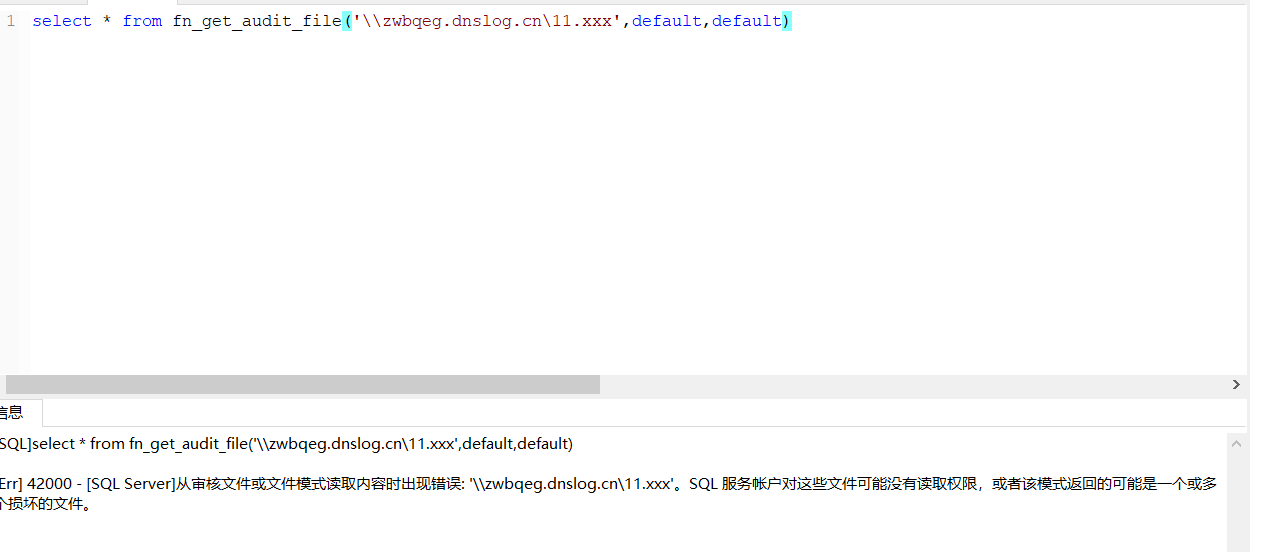 1 select * from fn_get_audit_file('\\zwbqeg.dnslog.cn\11.xxx',default,default)
信息
SQL]select * from fn_get_audit_file('\\zwbqeg.dnslog.cn\11.xxx',default,default)
Err] 42000 - [SQL Server]从审核文件或文件模式读取内容时出现错误: '\\zwbqeg.dnslog.cn\11.xxx'。SQL 服务帐户对这些文件可能没有读取权限，或者该模式返回的可能是一个或多
个损坏的文件。